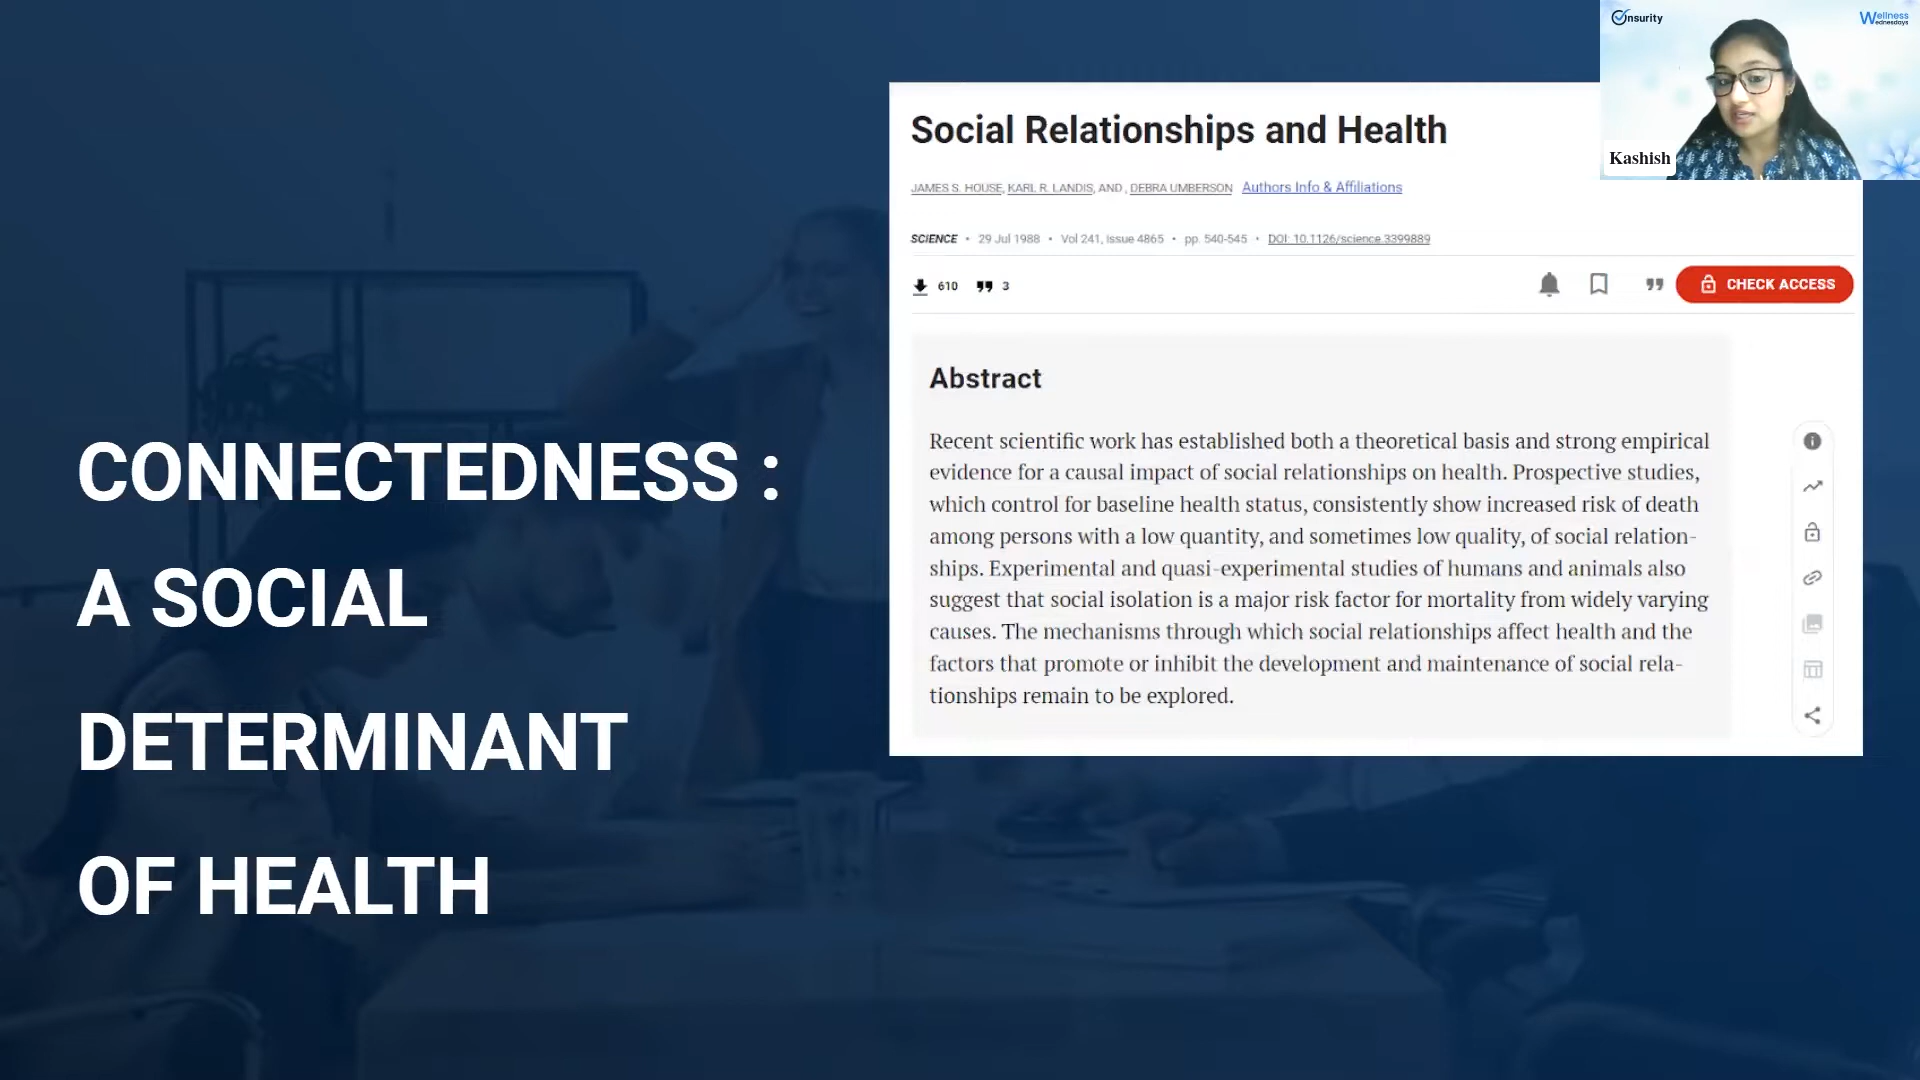 CONNECTEDNESS :
A SOCIAL
DETERMINANT
OF HEALTH
Social Relationships and Health
JAMES S. HOUSE, KARL R. LANDIS, AND , DEBRA UMBERSON Authors Info & Affiliations
SCIENCE • 29 Jul 1988 • Vol 241, Issue 4865 • pp. 540-545 • DOI: 10.1126/science.3399889
610 3
CHECK ACCESS
Abstract
Recent scientific work has established both a theoretical basis and strong empirical
evidence for a causal impact of social relationships on health. Prospective studies,
which control for baseline health status, consistently show increased risk of death
among persons with a low quantity, and sometimes low quality, of social relation-
ships. Experimental and quasi-experimental studies of humans and animals also
suggest that social isolation is a major risk factor for mortality from widely varying
causes. The mechanisms through which social relationships affect health and the
factors that promote or inhibit the development and maintenance of social rela-
tionships remain to be explored.
Onsurity
Wellness
Wednesdays
Kashish